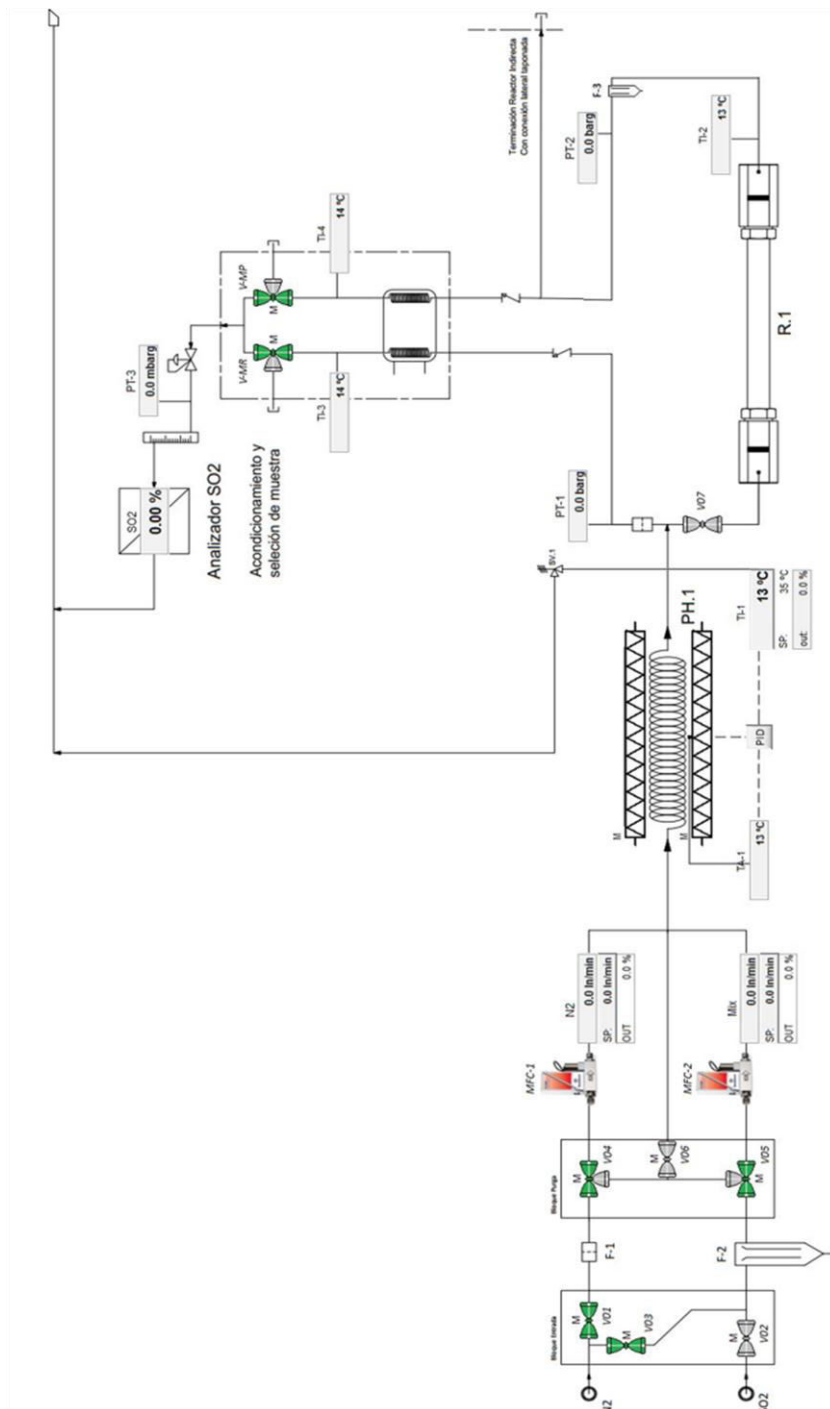 Terminación Reactor Indirecta
Con conexión lateral taponada
F-3
PT-2
0.0 barg
TI-2
13 ºC
TI-4
14 ºC
V-MP
M
V-MR
M
TI-3
14 ºC
PT-3
0.0 mbarg
SO2
0.00 %
Analizador SO2
Acondicionamiento y
seleción de muestra
R.1
PT-1
0.0 barg
V07
SV.1
PH.1
TI-1
13 ºC
SP. 35 ºC
out: 0.0 %
PID
M
M
TA-1
13 ºC
N2
0.0 ln/min
SP. 0.0 ln/min
OUT 0.0 %
Mix
0.0 ln/min
SP. 0.0 ln/min
OUT 0.0 %
MFC-1
MFC-2
Bloque Purga
M
V04
M
V06
M
V05
F-1
F-2
Bloque Entrada
M
V01
M
V03
M
V02
N2
SO2